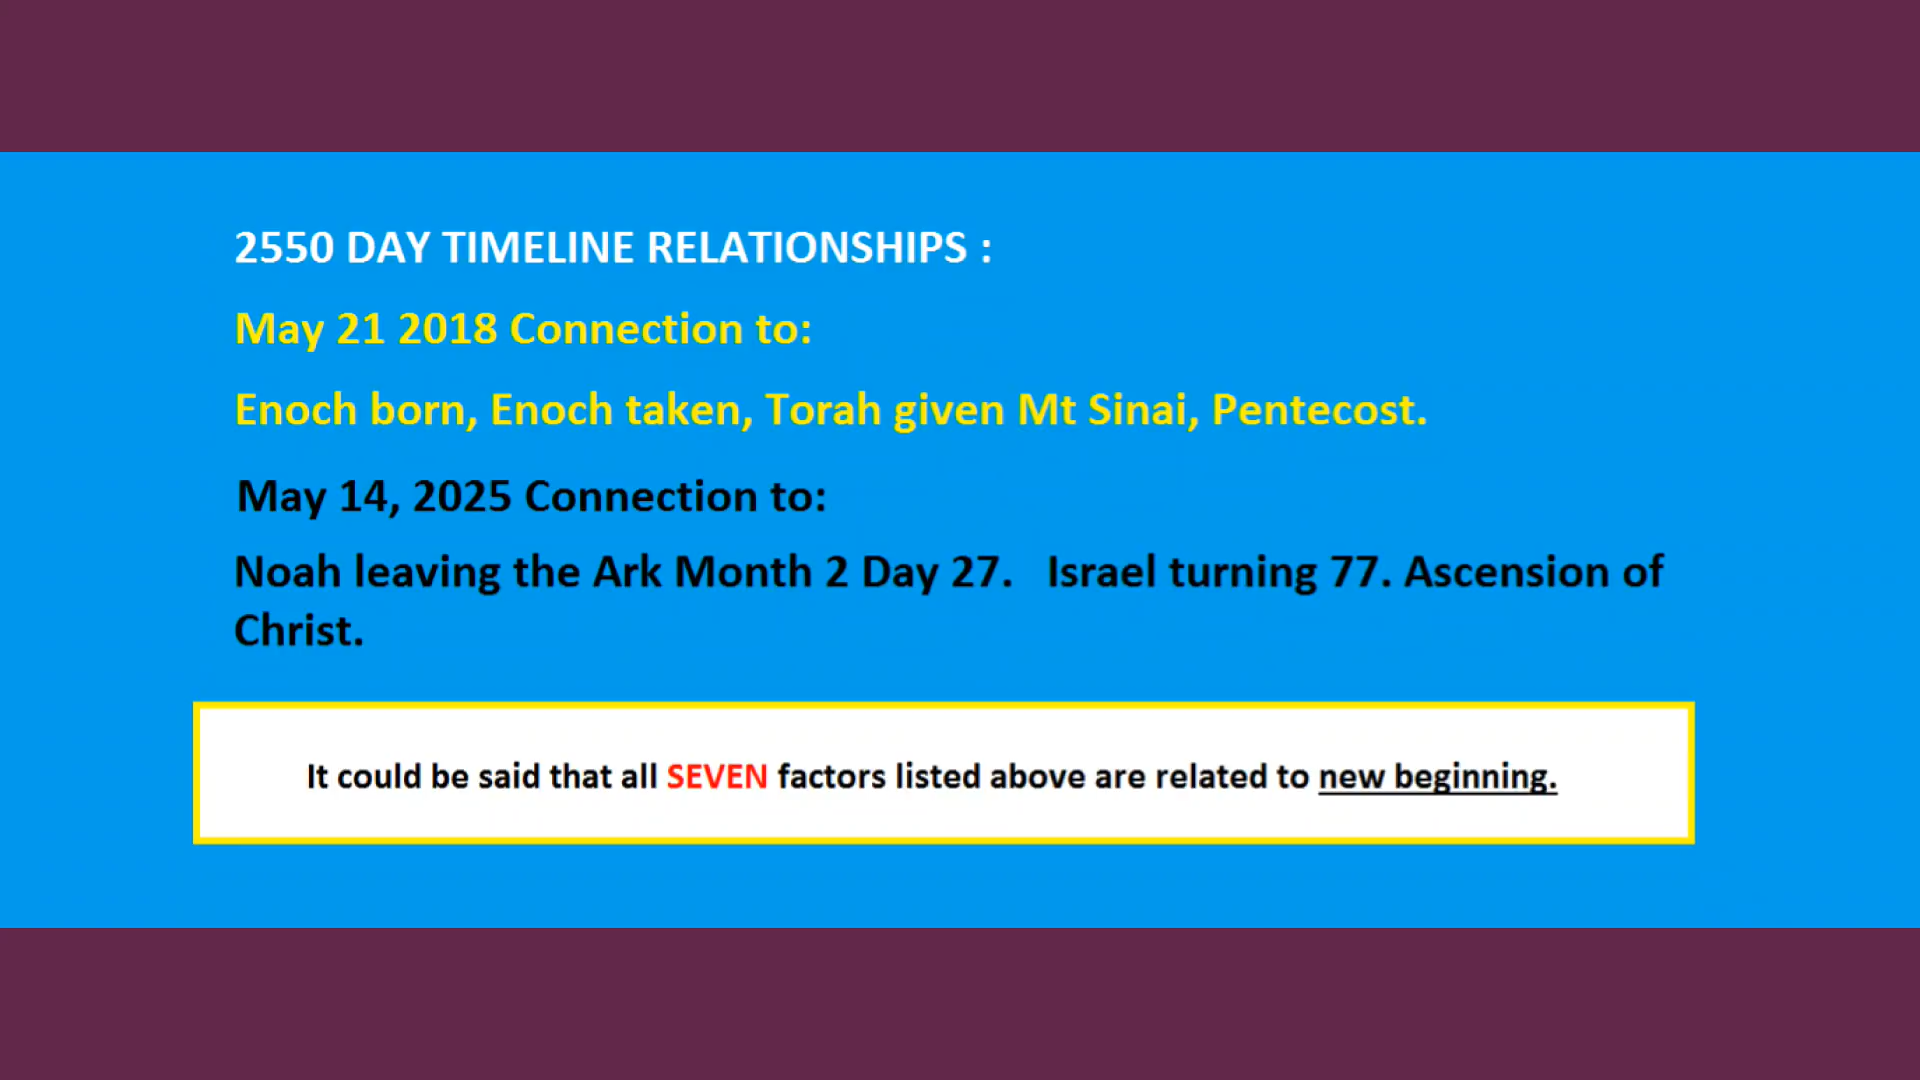 2550 DAY TIMELINE RELATIONSHIPS :
May 21 2018 Connection to:
Enoch born, Enoch taken, Torah given Mt Sinai, Pentecost.
May 14, 2025 Connection to:
Noah leaving the Ark Month 2 Day 27. Israel turning 77. Ascension of
Christ.
It could be said that all SEVEN factors listed above are related to new beginning.